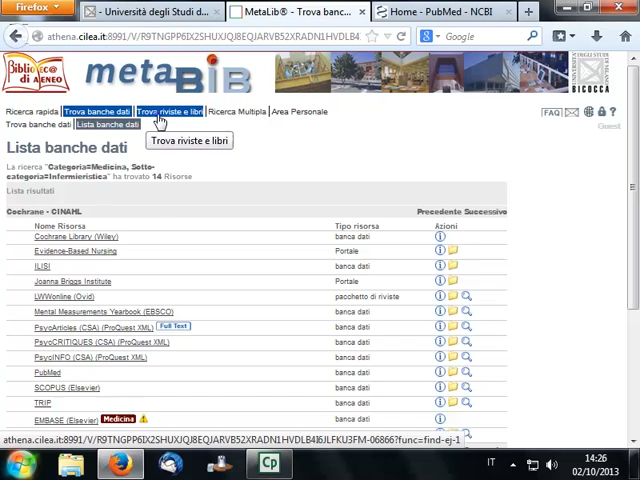 Firefox
- Università di Studi d...
MetaLib® - Trova banc...
Home - PubMed - NCBI
athena.cilea.it:8991/V/R9TNGPP6IX2SHUXJQJ8EQJARVB52XRADN1HVDLB4
Google
Bibliotec@ di ATENEO
metaBIB
BICOCCA
Ricerca rapida | Trova banche dati | Trova riviste e libri | Ricerca Multipla | Area Personale
FAQ
Trova banche dati | Lista banche dati
Guest
Trova riviste e libri
Lista banche dati
La ricerca "Categoria=Medicina, Sotto-
categoria=Infermieristica" ha trovato 14 Risorse
Lista risultati
Cochrane - CINAHL Precedente Successivo
Nome Risorsa Tipo risorsa Azioni
Cochrane Library (Wiley) banca dati
Evidence-Based Nursing Portale
ILISI banca dati
Joanna Briggs Institute Portale
LWWonline (Ovid) pacchetto di riviste
Mental Measurements Yearbook (EBSCO) banca dati
PsycArticles (CSA) (ProQuest XML) Full Text banca dati
PsycCRITIQUES (CSA) (ProQuest XML) banca dati
PsycINFO (CSA) (ProQuest XML) banca dati
PubMed banca dati
SCOPUS (Elsevier) banca dati
TRIP banca dati
EMBASE (Elsevier) Medicina banca dati
athena.cilea.it:8991/V/R9TNGPP6IX2SHUXJQJ8EQJARVB52XRADN1HVDLB4I6JLFKU3FM-06866?func=find-ej-1
Cp
IT
14:26
02/10/2013